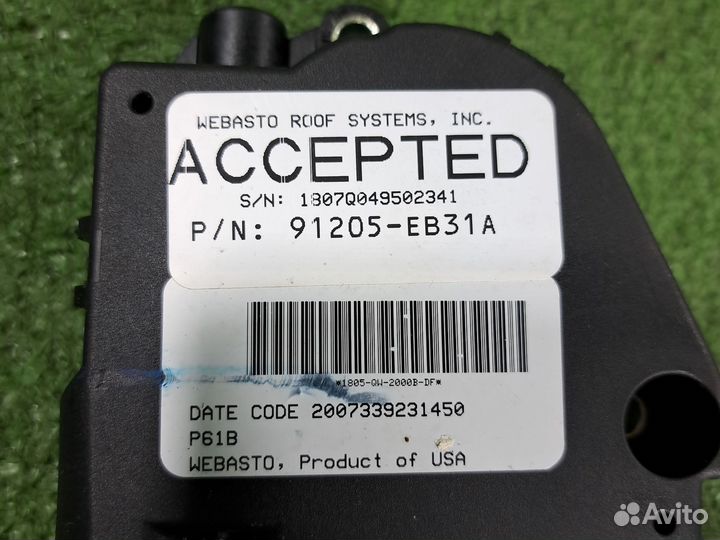 WEBASTO ROOF SYSTEMS, INC.
ACCEPTED
S/N: 1807Q049502341
P/N: 91205-EB31A
*1805-QW-2000B-DF*
DATE CODE 2007339231450
P61B
WEBASTO, Product of USA
Avito